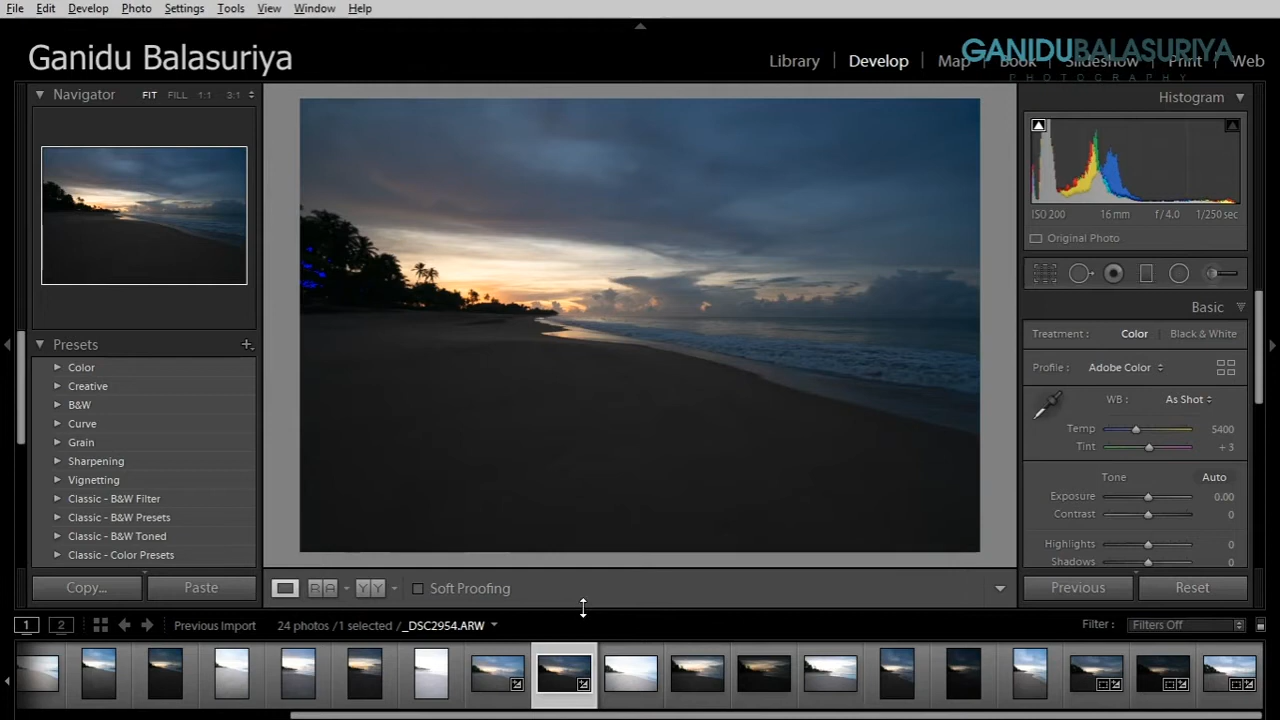 File Edit Develop Photo Settings Tools View Window Help
Ganidu Balasuriya
Library Develop Map Book Slideshow Print Web
GANIDUBALASURIYA
PHOTOGRAPHY
Navigator FIT FILL 1:1 3:1
Histogram
ISO 200 16 mm f / 4.0 1/250 sec
Original Photo
Basic
Treatment : Color Black & White
Profile : Adobe Color
WB : As Shot
Temp 5400
Tint + 3
Tone Auto
Exposure 0.00
Contrast 0
Highlights 0
Shadows 0
Presets
Color
Creative
B&W
Curve
Grain
Sharpening
Vignetting
Classic - B&W Filter
Classic - B&W Presets
Classic - B&W Toned
Classic - Color Presets
Copy... Paste
R A Y Y Soft Proofing
Previous Reset
1 2 Previous Import 24 photos / 1 selected / _DSC2954.ARW Filter : Filters Off